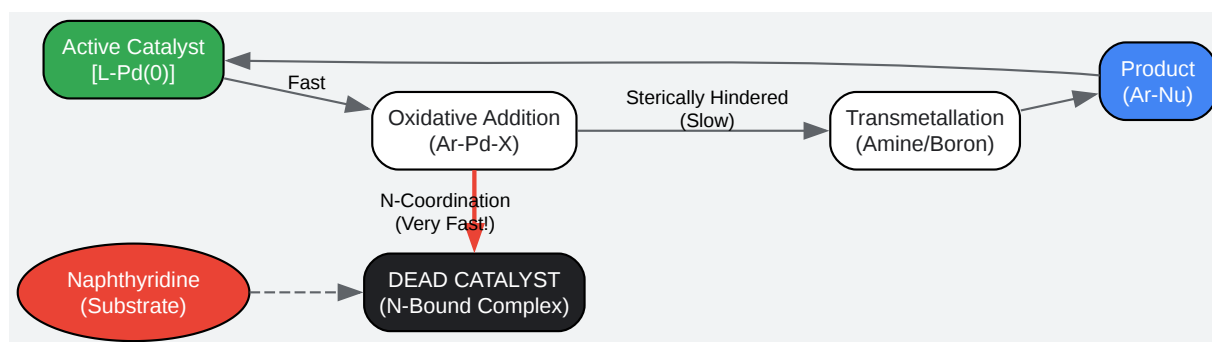 Active Catalyst
[L-Pd(0)]
Fast
Oxidative Addition
(Ar-Pd-X)
Sterically Hindered
(Slow)
Transmetallation
(Amine/Boron)
Product
(Ar-Nu)
N-Coordination
(Very Fast!)
Naphthyridine
(Substrate)
DEAD CATALYST
(N-Bound Complex)